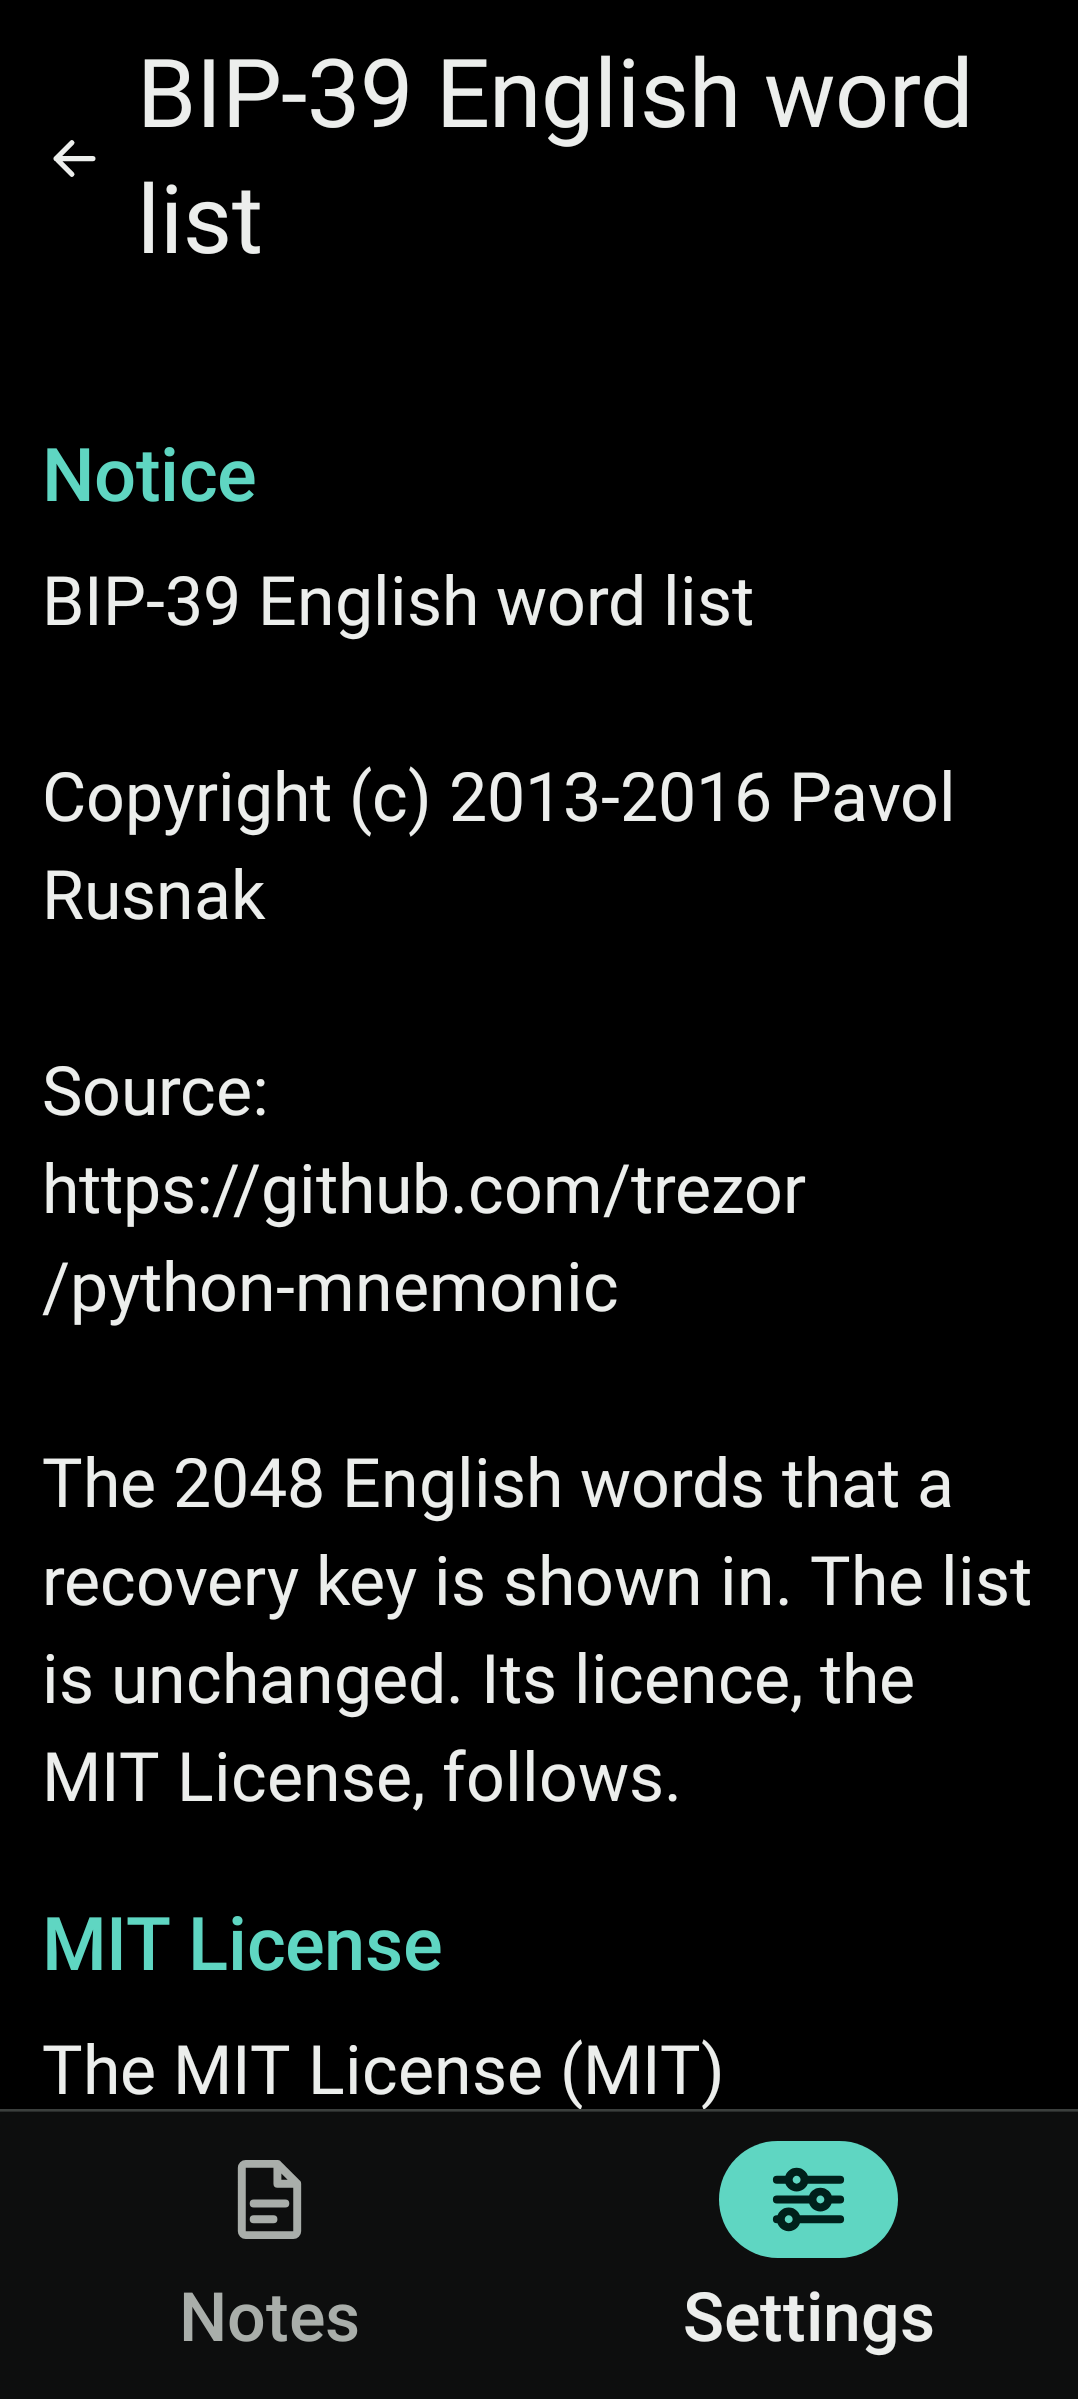 BIP-39 English word
list
Notice
BIP-39 English word list
Copyright (c) 2013-2016 Pavol
Rusnak
Source:
https://github.com/trezor
/python-mnemonic
The 2048 English words that a
recovery key is shown in. The list
is unchanged. Its licence, the
MIT License, follows.
MIT License
The MIT License (MIT)
Notes
Settings